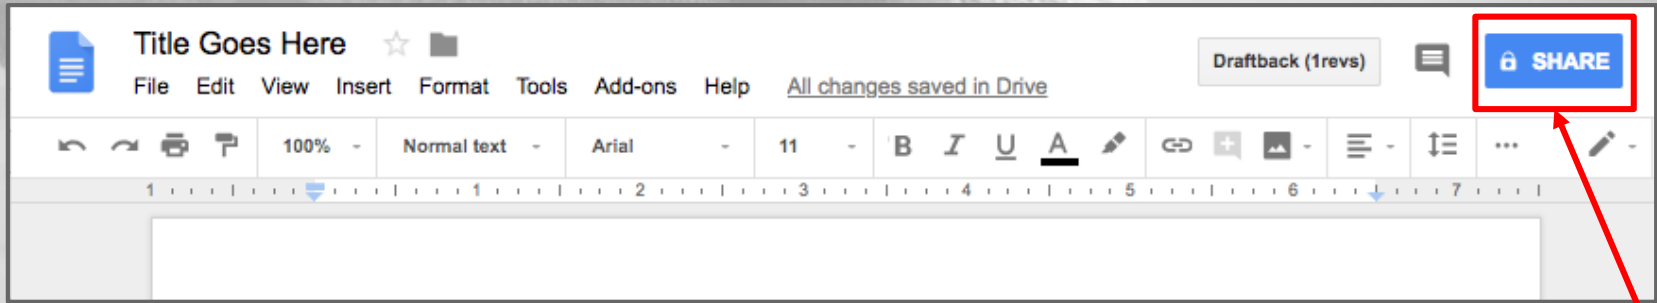 Title Goes Here
Draftback (1revs)
SHARE
File Edit View Insert Format Tools Add-ons Help All changes saved in Drive
100% Normal text Arial 11 B I U A
1 1 2 3 4 5 6 7